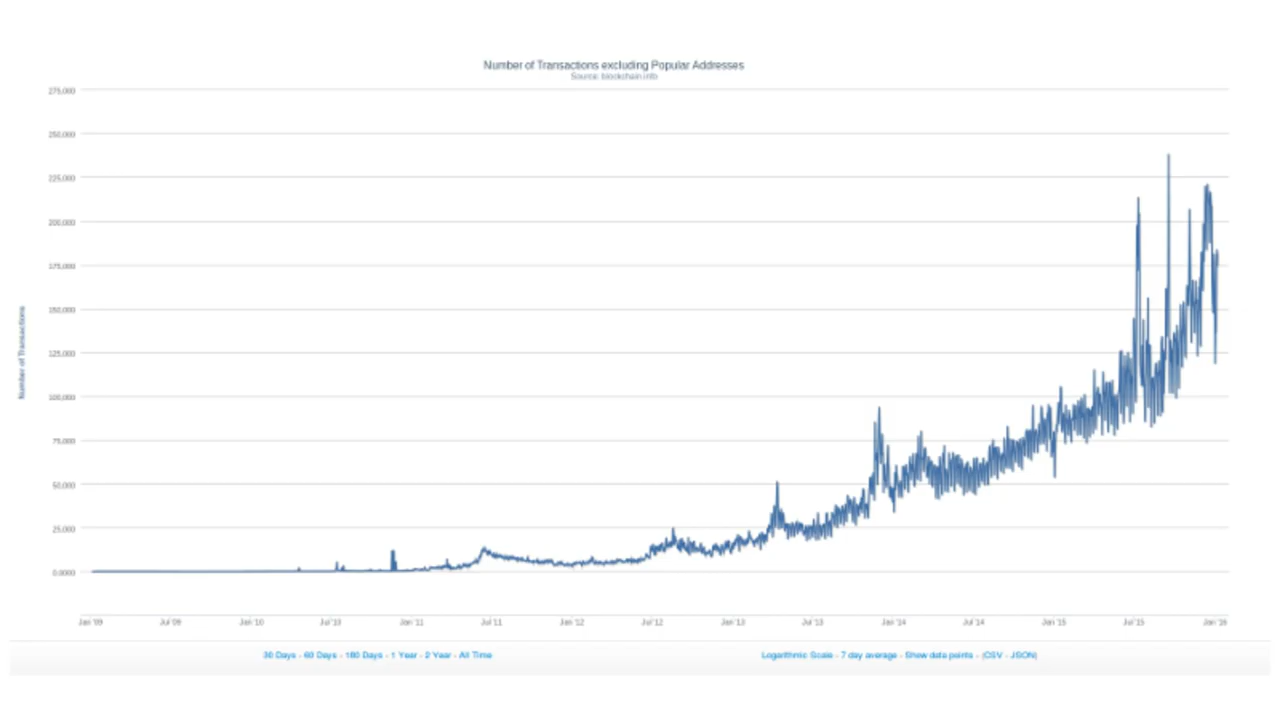 Number of Transactions excluding Popular Addresses
Source: blockchain.info
275,000
250,000
225,000
200,000
175,000
150,000
125,000
100,000
75,000
50,000
25,000
0.0000
Number of Transactions
Jan '09 Jul '09 Jan '10 Jul '10 Jan '11 Jul '11 Jan '12 Jul '12 Jan '13 Jul '13 Jan '14 Jul '14 Jan '15 Jul '15 Jan '16
30 Days - 60 Days - 180 Days - 1 Year - 2 Year - All Time
Logarithmic Scale - 7 day average - Show data points - (CSV - JSON)